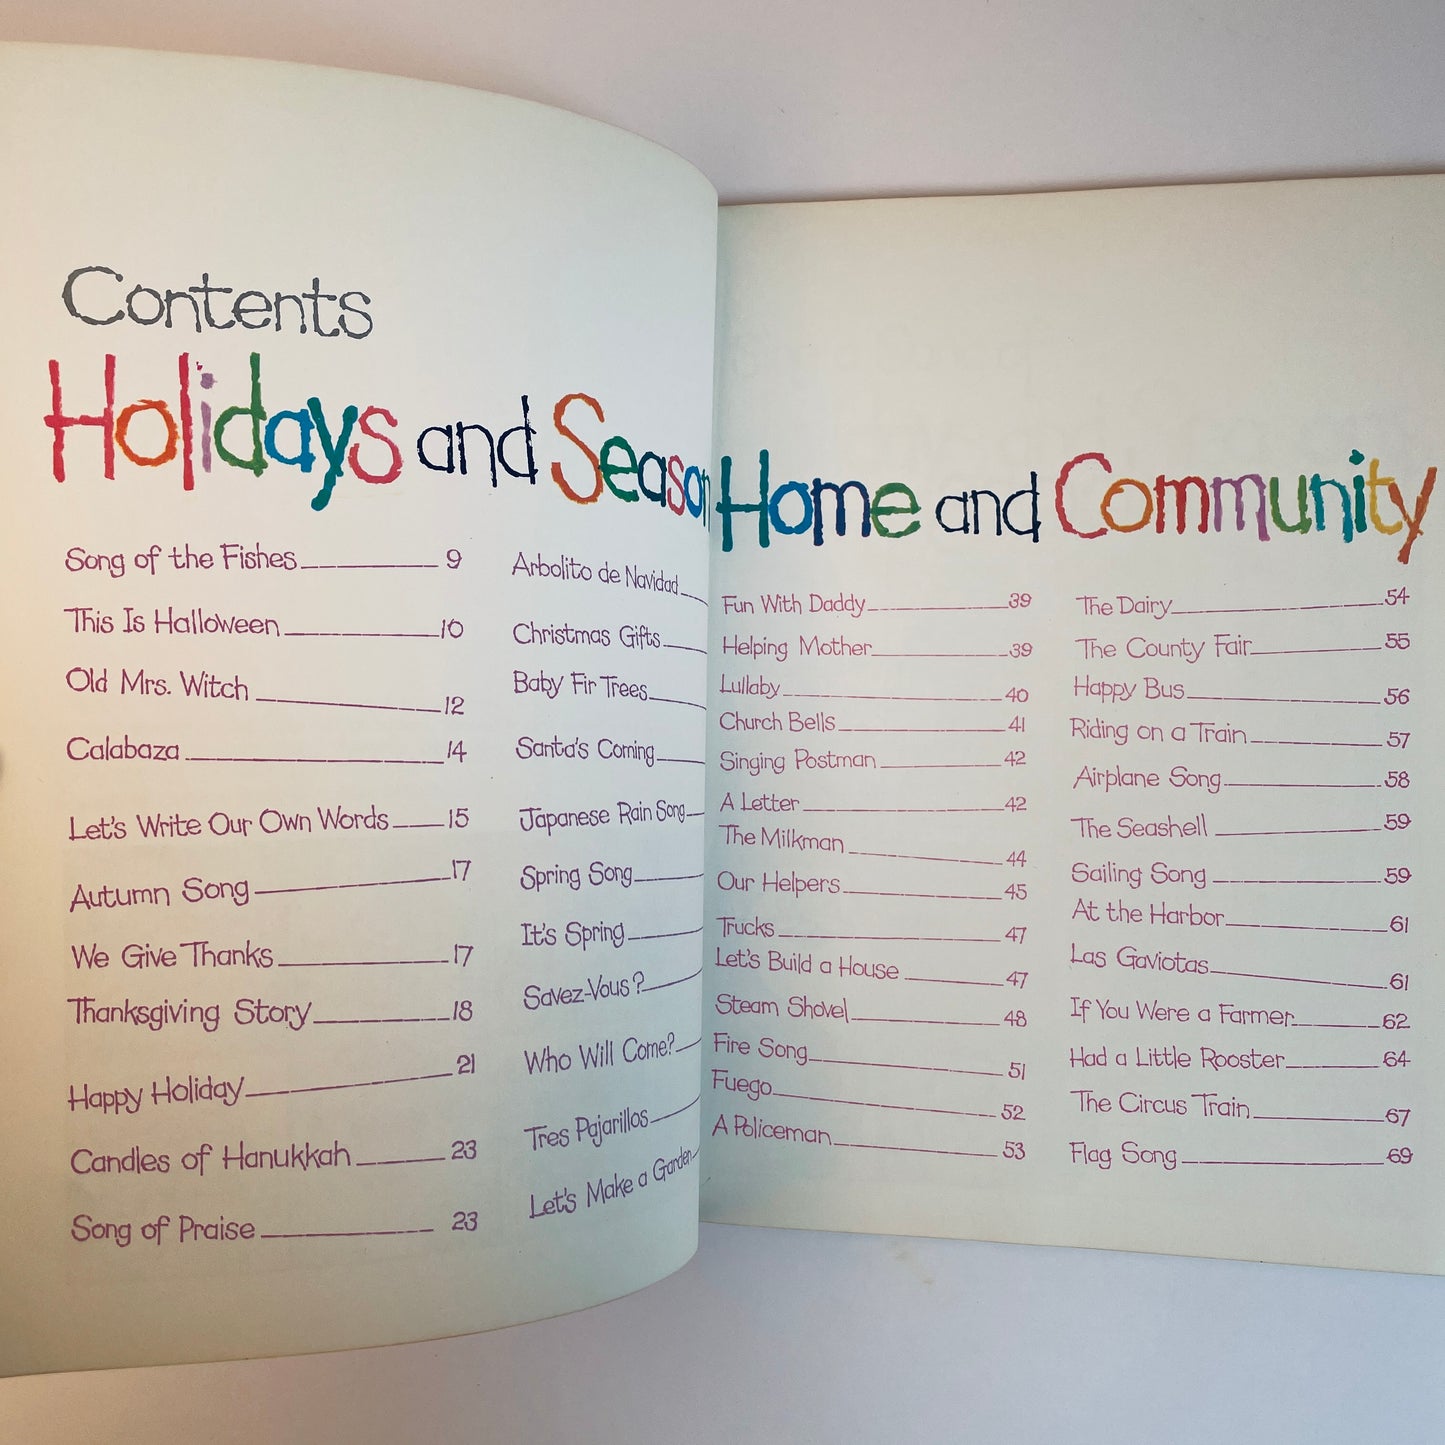 Contents
Holidays and Season
Song of the Fishes 9
This Is Halloween 10
Old Mrs. Witch 12
Calabaza 14
Let's Write Our Own Words 15
Autumn Song 17
We Give Thanks 17
Thanksgiving Story 18
Happy Holiday 21
Candles of Hanukkah 23
Song of Praise 23
Arbolito de Navidad
Christmas Gifts
Baby Fir Trees
Santa's Coming
Japanese Rain Song
Spring Song
It's Spring
Savez-Vous?
Who Will Come?
Tres Pajarillos
Let's Make a Garden
Home and Community
Fun With Daddy 39
Helping Mother 39
Lullaby 40
Church Bells 41
Singing Postman 42
A Letter 42
The Milkman 44
Our Helpers 45
Trucks 47
Let's Build a House 47
Steam Shovel 48
Fire Song 51
Fuego 52
A Policeman 53
The Dairy 54
The County Fair 55
Happy Bus 56
Riding on a Train 57
Airplane Song 58
The Seashell 59
Sailing Song 59
At the Harbor 61
Las Gaviotas 61
If You Were a Farmer 62
Had a Little Rooster 64
The Circus Train 67
Flag Song 69